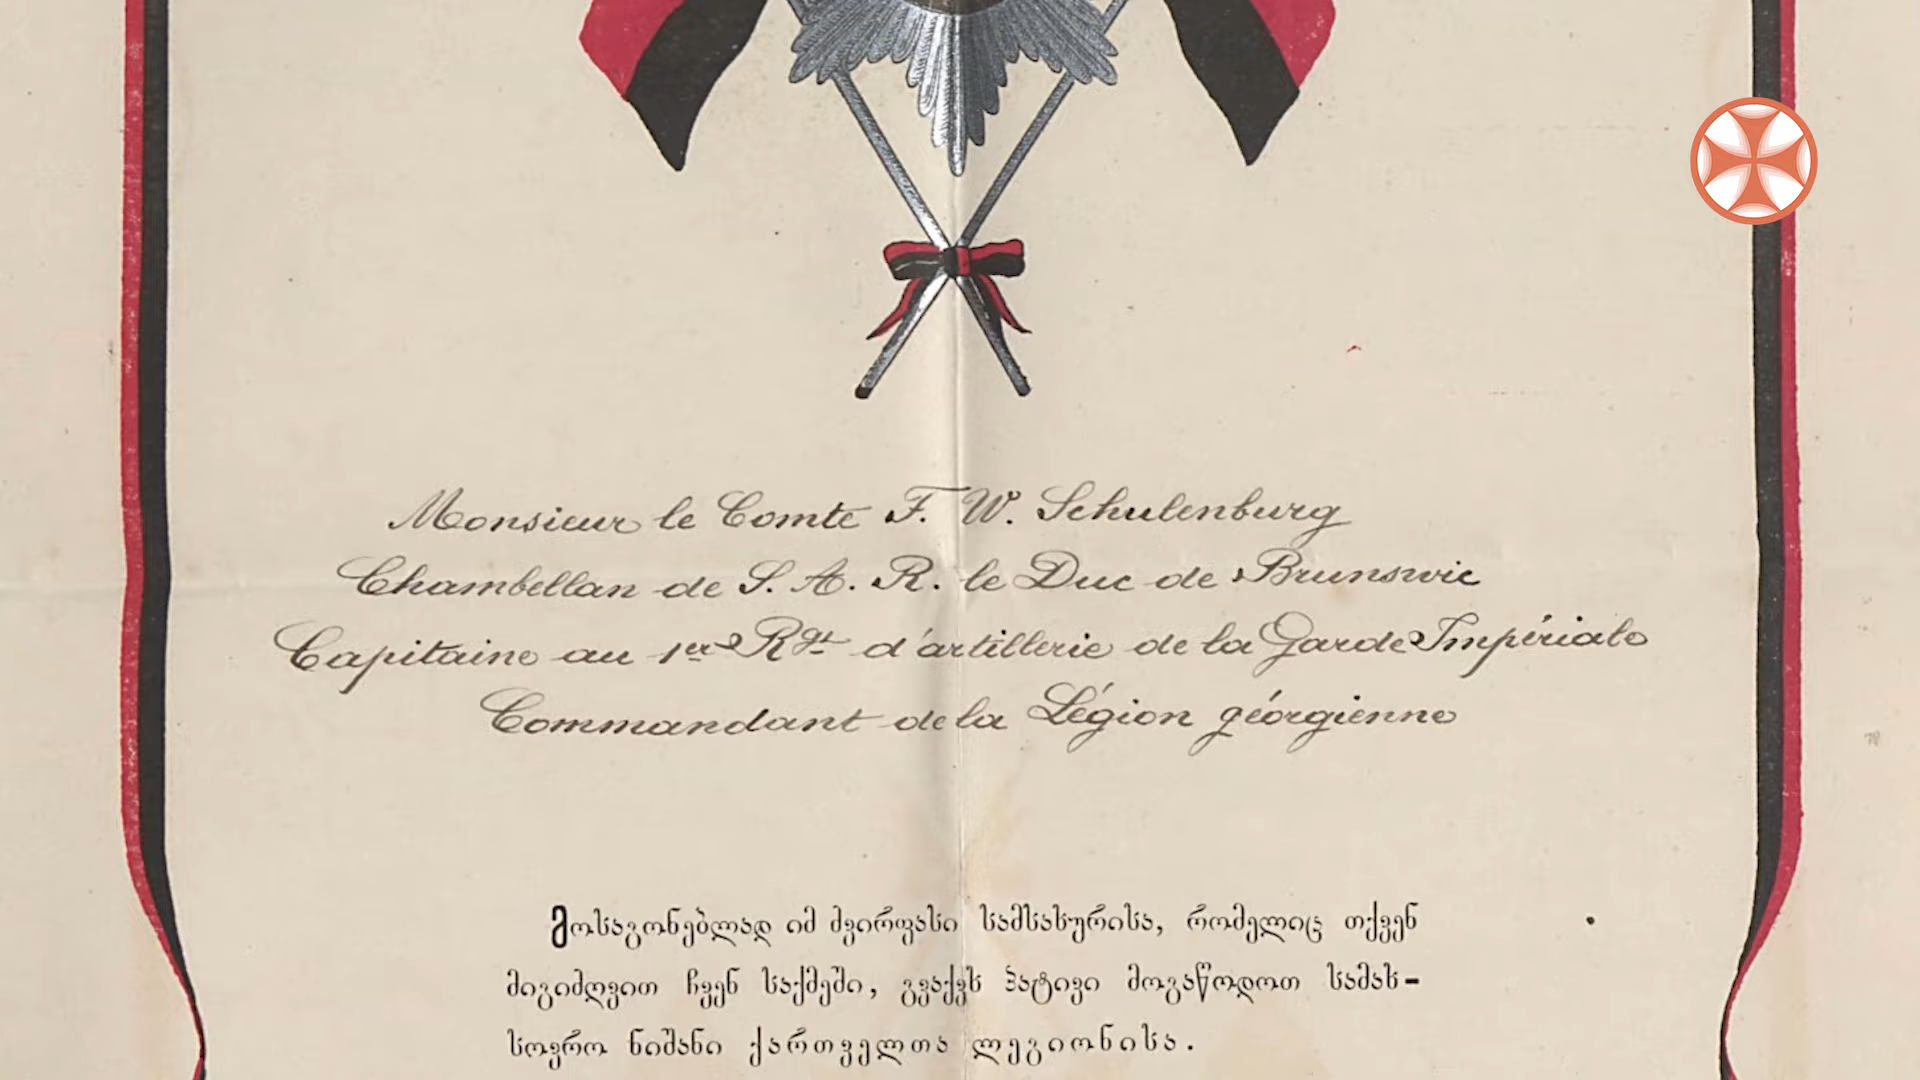 Monsieur le Comte F. W. Schulenburg
Chambellan de S. A. R. le Duc de Brunswic
Capitaine au 1er Rgt d'artillerie de la Garde Impériale
Commandant de la Légion géorgienne
მოსაგონებლად იმ ძვირფასი სამსახურისა, რომელიც თქვენ
მიგიძღვით ჩვენ საქმეში, გვაქვს პატივი მოგაწოდოთ სამახ-
სოვრო ნიშანი ქართველთა ლეგიონისა.